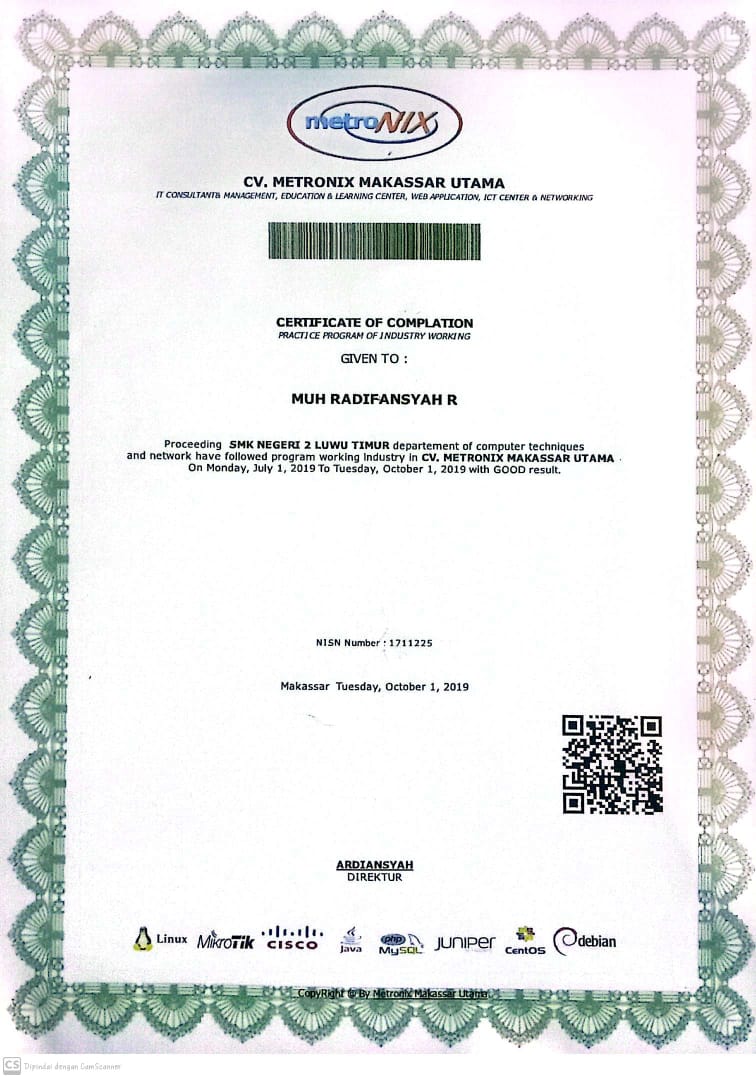 metroNIX
CV. METRONIX MAKASSAR UTAMA
IT CONSULTANT& MANAGEMENT, EDUCATION & LEARNING CENTER, WEB APPLICATION, ICT CENTER & NETWORKING
CERTIFICATE OF COMPLATION
PRACTICE PROGRAM OF INDUSTRY WORKING
GIVEN TO :
MUH RADIFANSYAH R
Proceeding SMK NEGERI 2 LUWU TIMUR departement of computer techniques
and network have followed program working Industry in CV. METRONIX MAKASSAR UTAMA .
On Monday, July 1, 2019 To Tuesday, October 1, 2019 with GOOD result.
NISN Number : 1711225
Makassar Tuesday, October 1, 2019
ARDIANSYAH
DIREKTUR
Linux MikroTik CISCO Java php MySQL JUNIPER CentOS debian
CopyRight © By Metronix Makassar Utama
CS Dipindai dengan CamScanner